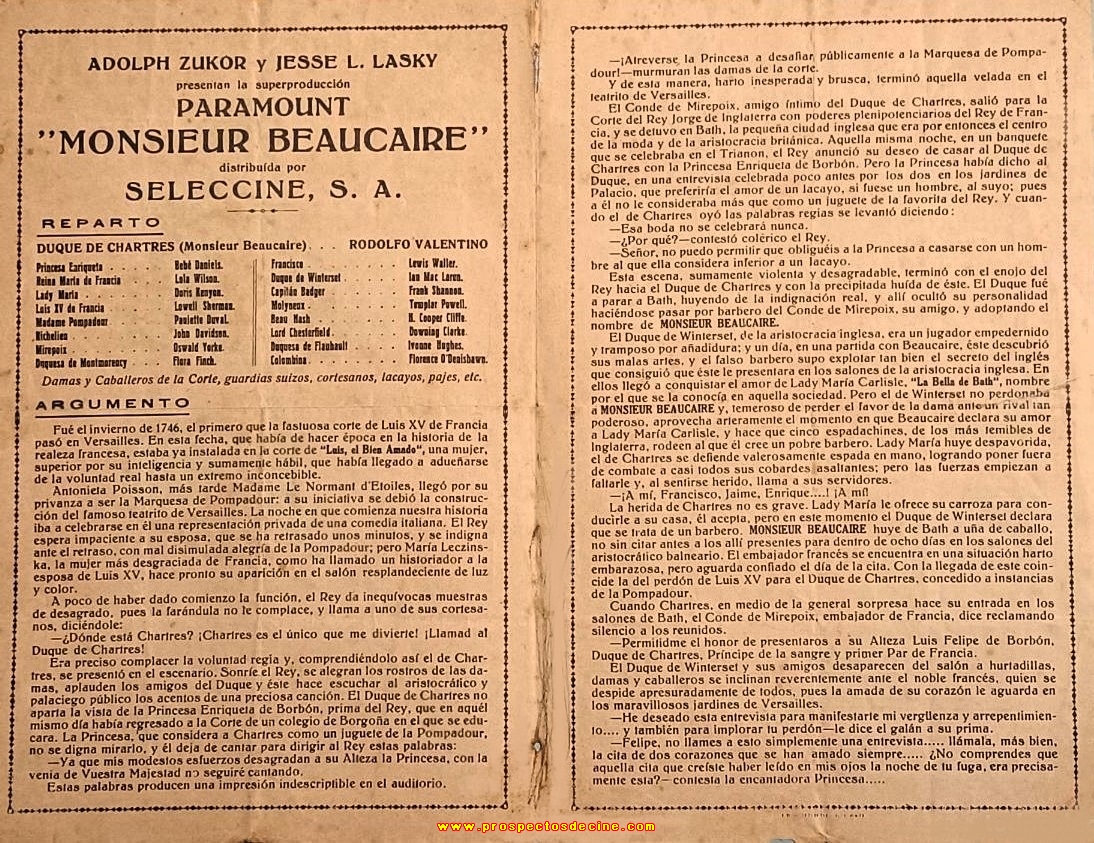 ADOLPH ZUKOR y JESSE L. LASKY
presentan la superproducción
PARAMOUNT
"MONSIEUR BEAUCAIRE"
distribuída por
SELECCINE, S. A.
REPARTO
DUQUE DE CHARTRES (Monsieur Beaucaire). . . RODOLFO VALENTINO
Princesa Enriqueta . . . . . Bebé Daniels.
Reina María de Francia . . . . Lola Wilson.
Lady María . . . . . . . Doris Kenyon.
Luis XV de Francia . . . . . Lowell Sherman.
Madame Pompadour. . . . . Paulette Duval.
Richelieu . . . . . . . John Davidson.
Mirepoix . . . . . . . Oswald Yorke.
Duquesa de Montmorency . . . Flora Finch.
Francisco . . . . . . . Lewis Waller.
Duque de Winterset . . . . . Ian Mac Laren.
Capitán Badger . . . . . . Frank Shannon.
Molyneux . . . . . . . Templar Powell.
Beau Nash . . . . . . . H. Cooper Cliffe.
Lord Chesterfield . . . . . . Downing Clarke.
Duquesa de Flauhault . . . . Ivonne Hughes.
Colombina . . . . . . . Florence O'Denishawn.
Damas y Caballeros de la Corte, guardias suizos, cortesanos, lacayos, pajes, etc.
ARGUMENTO
Fué el invierno de 1746, el primero que la fastuosa corte de Luis XV de Francia
pasó en Versailles. En esta fecha, que había de hacer época en la historia de la
realeza francesa, estaba ya instalada en la corte de "Luis, el Bien Amado", una mujer,
superior por su inteligencia y sumamente hábil, que había llegado a adueñarse
de la voluntad real hasta un extremo inconcebible.
Antonieta Poisson, más tarde Madame Le Normant d'Etoiles, llegó por su
privanza a ser la Marquesa de Pompadour: a su iniciativa se debió la construc-
ción del famoso teatrito de Versailles. La noche en que comienza nuestra historia
iba a celebrarse en él una representación privada de una comedia italiana. El Rey
espera impaciente a su esposa, que se ha retrasado unos minutos, y se indigna
ante el retraso, con mal disimulada alegría de la Pompadour; pero María Leczins-
ka, la mujer más desgraciada de Francia, como ha llamado un historiador a la
esposa de Luis XV, hace pronto su aparición en el salón resplandeciente de luz
y color.
A poco de haber dado comienzo la función, el Rey da inequívocas muestras
de desagrado, pues la farándula no le complace, y llama a uno de sus cortesa-
nos, diciéndole:
—¿Dónde está Chartres? ¡Chartres es el único que me divierte! ¡Llamad al
Duque de Chartres!
Era preciso complacer la voluntad regia y, comprendiéndolo así el de Char-
tres, se presentó en el escenario. Sonríe el Rey, se alegran los rostros de las da-
mas, aplauden los amigos del Duque y éste hace escuchar al aristocrático y
palaciego público los acentos de una preciosa canción. El Duque de Chartres no
aparta la vista de la Princesa Enriqueta de Borbón, prima del Rey, que en aquél
mismo día había regresado a la Corte de un colegio de Borgoña en el que se edu-
cara. La Princesa, que considera a Chartres como un juguete de la Pompadour,
no se digna mirarlo, y él deja de cantar para dirigir al Rey estas palabras:
—Ya que mis modestos esfuerzos desagradan a su Alteza la Princesa, con la
venia de Vuestra Majestad no seguiré cantando.
Estas palabras producen una impresión indescriptible en el auditorio.
—¡Atreverse la Princesa a desafiar públicamente a la Marquesa de Pompa-
dour!—murmuran las damas de la corte.
Y de esta manera, harto inesperada y brusca, terminó aquella velada en el
teatrito de Versailles.
El Conde de Mirepoix, amigo íntimo del Duque de Chartres, salió para la
Corte del Rey Jorge de Inglaterra con poderes plenipotenciarios del Rey de Fran-
cia, y se detuvo en Bath, la pequeña ciudad inglesa que era por entonces el centro
de la moda y de la aristocracia británica. Aquella misma noche, en un banquete
que se celebraba en el Trianon, el Rey anunció su deseo de casar al Duque de
Chartres con la Princesa Enriqueta de Borbón. Pero la Princesa había dicho al
Duque, en una entrevista celebrada poco antes por los dos en los jardines de
Palacio, que preferiría el amor de un lacayo, si fuese un hombre, al suyo; pues
a él no le consideraba más que como un juguete de la favorita del Rey. Y cuan-
do el de Chartres oyó las palabras regias se levantó diciendo:
—Esa boda no se celebrará nunca.
—¿Por qué?—contestó colérico el Rey.
—Señor, no puedo permitir que obliguéis a la Princesa a casarse con un hom-
bre al que ella considera inferior a un lacayo.
Esta escena, sumamente violenta y desagradable, terminó con el enojo del
Rey hacia el Duque de Chartres y con la precipitada huída de éste. El Duque fué
a parar a Bath, huyendo de la indignación real, y allí ocultó su personalidad
haciéndose pasar por barbero del Conde de Mirepoix, su amigo, y adoptando el
nombre de MONSIEUR BEAUCAIRE.
El Duque de Winterset, de la aristocracia inglesa, era un jugador empedernido
y tramposo por añadidura; y un día, en una partida con Beaucaire, éste descubrió
sus malas artes, y el falso barbero supo explotar tan bien el secreto del inglés
que consiguió que éste le presentara en los salones de la aristocracia inglesa. En
ellos llegó a conquistar el amor de Lady María Carlisle, "La Bella de Bath", nombre
por el que se la conocía en aquella sociedad. Pero el de Winterset no perdonaba
a MONSIEUR BEAUCAIRE y, temeroso de perder el favor de la dama ante un rival tan
poderoso, aprovecha arteramente el momento en que Beaucaire declara su amor
a Lady María Carlisle, y hace que cinco espadachines, de los más temibles de
Inglaterra, rodeen al que él cree un pobre barbero. Lady María huye despavorida,
el de Chartres se defiende valerosamente espada en mano, logrando poner fuera
de combate a casi todos sus cobardes asaltantes; pero las fuerzas empiezan a
faltarle y, al sentirse herido, llama a sus servidores.
—¡A mí, Francisco, Jaime, Enrique....! ¡A mí!
La herida de Chartres no es grave. Lady María le ofrece su carroza para con-
ducirle a su casa, él acepta, pero en este momento el Duque de Winterset declara
que se trata de un barbero. MONSIEUR BEAUCAIRE huye de Bath a uña de caballo,
no sin citar antes a los allí presentes para dentro de ocho días en los salones del
aristocrático balneario. El embajador francés se encuentra en una situación harto
embarazosa, pero aguarda confiado el día de la cita. Con la llegada de este coin-
cide la del perdón de Luis XV para el Duque de Chartres, concedido a instancias
de la Pompadour.
Cuando Chartres, en medio de la general sorpresa hace su entrada en los
salones de Bath, el Conde de Mirepoix, embajador de Francia, dice reclamando
silencio a los reunidos.
—Permitidme el honor de presentaros a su Alteza Luis Felipe de Borbón,
Duque de Chartres, Príncipe de la sangre y primer Par de Francia.
El Duque de Winterset y sus amigos desaparecen del salón a hurtadillas,
damas y caballeros se inclinan reverentemente ante el noble francés, quien se
despide apresuradamente de todos, pues la amada de su corazón le aguarda en
los maravillosos jardines de Versailles.
—He deseado esta entrevista para manifestarte mi vergüenza y arrepentimien-
to.... y también para implorar tu perdón—le dice el galán a su prima.
—Felipe, no llames a esto simplemente una entrevista..... llámala, más bien,
la cita de dos corazones que se han amado siempre..... ¿No comprendes que
aquella cita que creíste haber leído en mis ojos la noche de tu fuga, era precisa-
mente esta?— contesta la encantadora Princesa.....
www.prospectosdecine.com